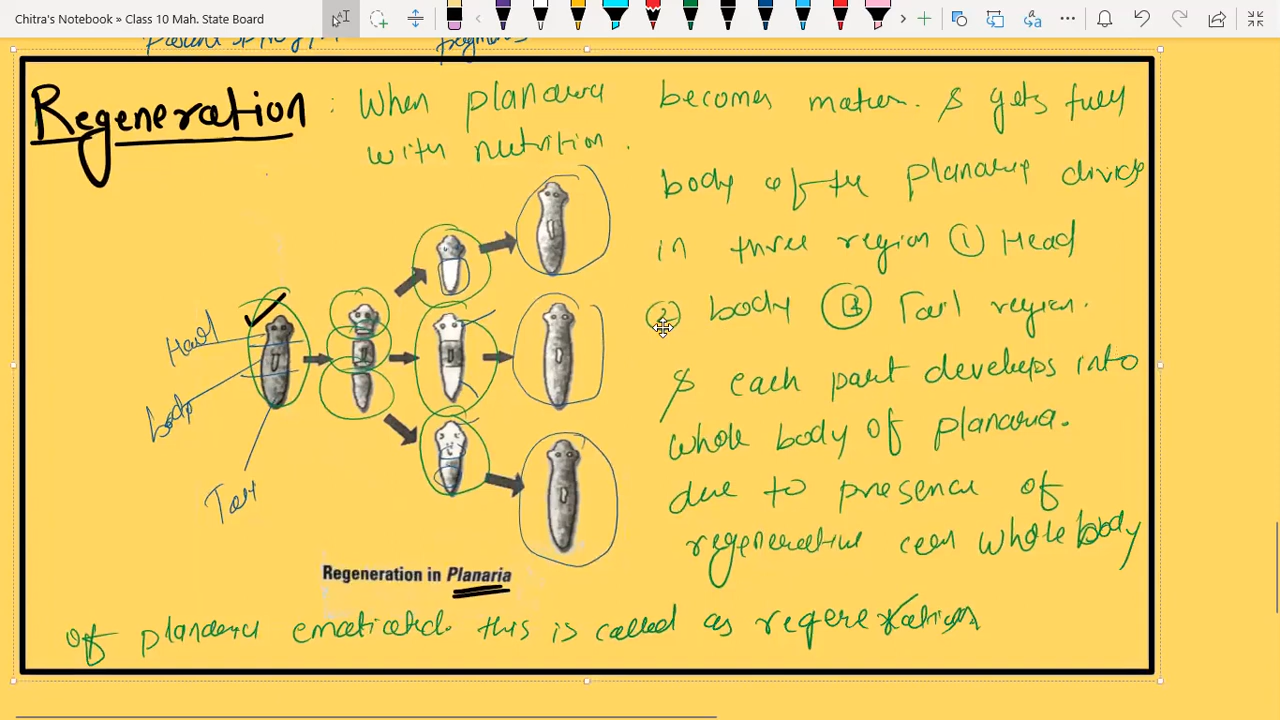 Chitra's Notebook » Class 10 Mah. State Board
Regeneration : When planaria becomes mature. & gets fully
with nutrition.
body of the planaria divide
in three region ① Head
② body ③ Tail region.
& each part develops into
whole body of planaria.
due to presence of
regenerative cell whole body
Head
body
Tail
Regeneration in Planaria
of planaria this is called as regeneration